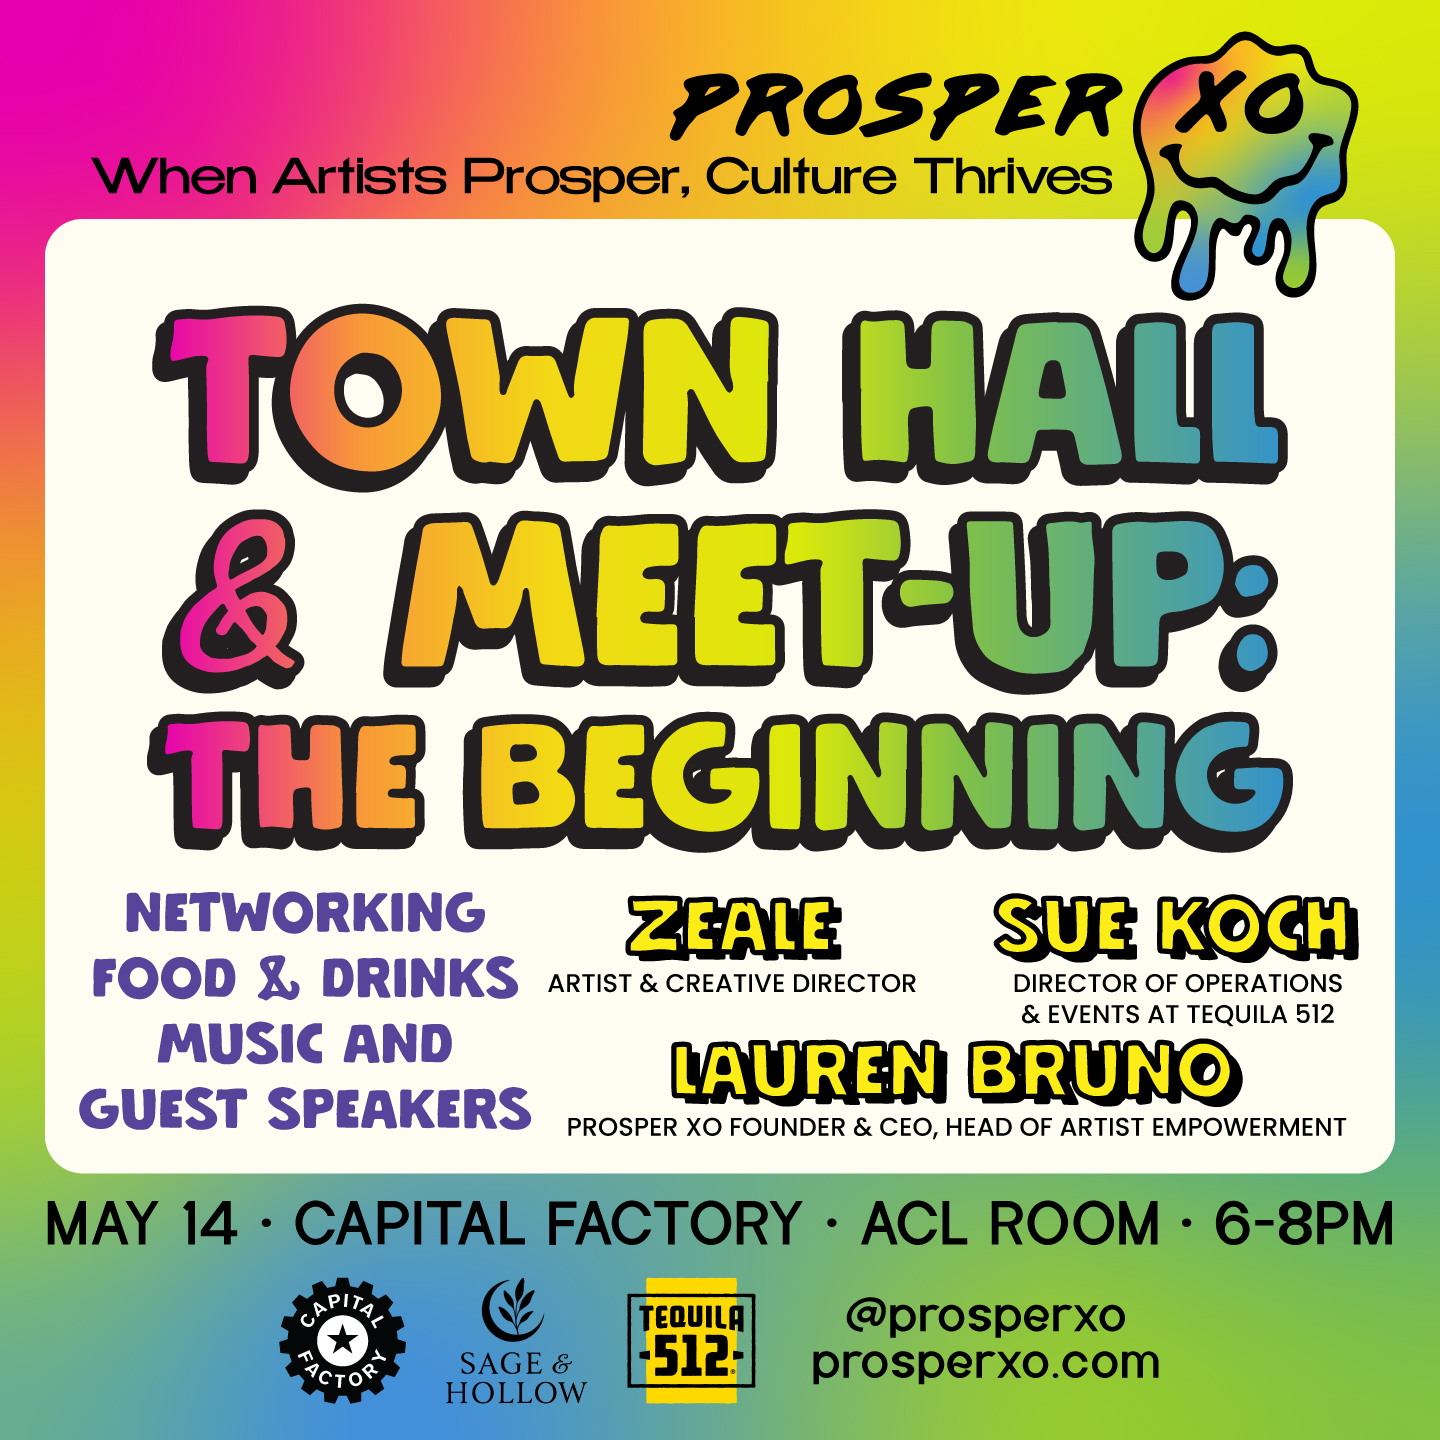 PROSPER XO
When Artists Prosper, Culture Thrives
TOWN HALL
& MEET-UP:
THE BEGINNING
NETWORKING
FOOD & DRINKS
MUSIC AND
GUEST SPEAKERS
ZEALE
ARTIST & CREATIVE DIRECTOR
SUE KOCH
DIRECTOR OF OPERATIONS
& EVENTS AT TEQUILA 512
LAUREN BRUNO
PROSPER XO FOUNDER & CEO, HEAD OF ARTIST EMPOWERMENT
MAY 14 · CAPITAL FACTORY · ACL ROOM · 6-8PM
CAPITAL
FACTORY
SAGE &
HOLLOW
TEQUILA
512
@prosperxo
prosperxo.com